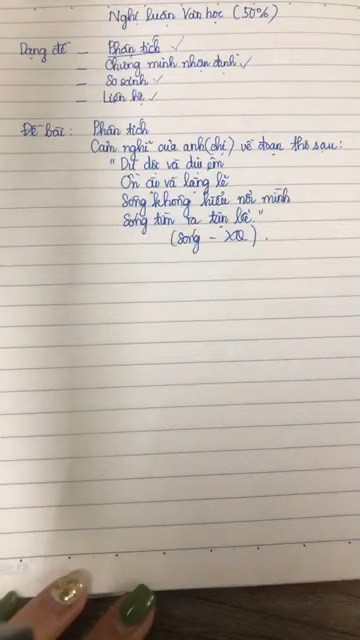 Nghị luận Văn học (50%)
Dạng đề - Phân tích ✓
- Chứng minh nhận định ✓
- So sánh ✓
- Liên hệ ✓
Đề bài: Phân tích
Cảm nghĩ của anh (chị) về đoạn thơ sau:
"Dữ dội và dịu êm
Ồn ào và lặng lẽ
Sông không hiểu nổi mình
Sóng tìm ra tận bể."
(Sóng - XQ).